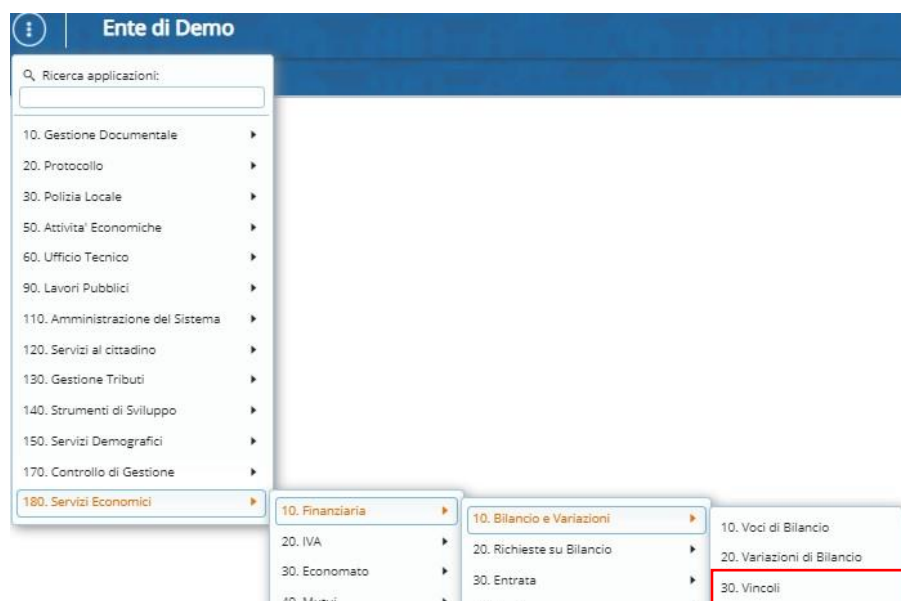 Ente di Demo
Ricerca applicazioni:
10. Gestione Documentale
20. Protocollo
30. Polizia Locale
50. Attivita' Economiche
60. Ufficio Tecnico
90. Lavori Pubblici
110. Amministrazione del Sistema
120. Servizi al cittadino
130. Gestione Tributi
140. Strumenti di Sviluppo
150. Servizi Demografici
170. Controllo di Gestione
180. Servizi Economici
10. Finanziaria
20. IVA
30. Economato
40. Mutui
10. Bilancio e Variazioni
20. Richieste su Bilancio
30. Entrata
10. Voci di Bilancio
20. Variazioni di Bilancio
30. Vincoli